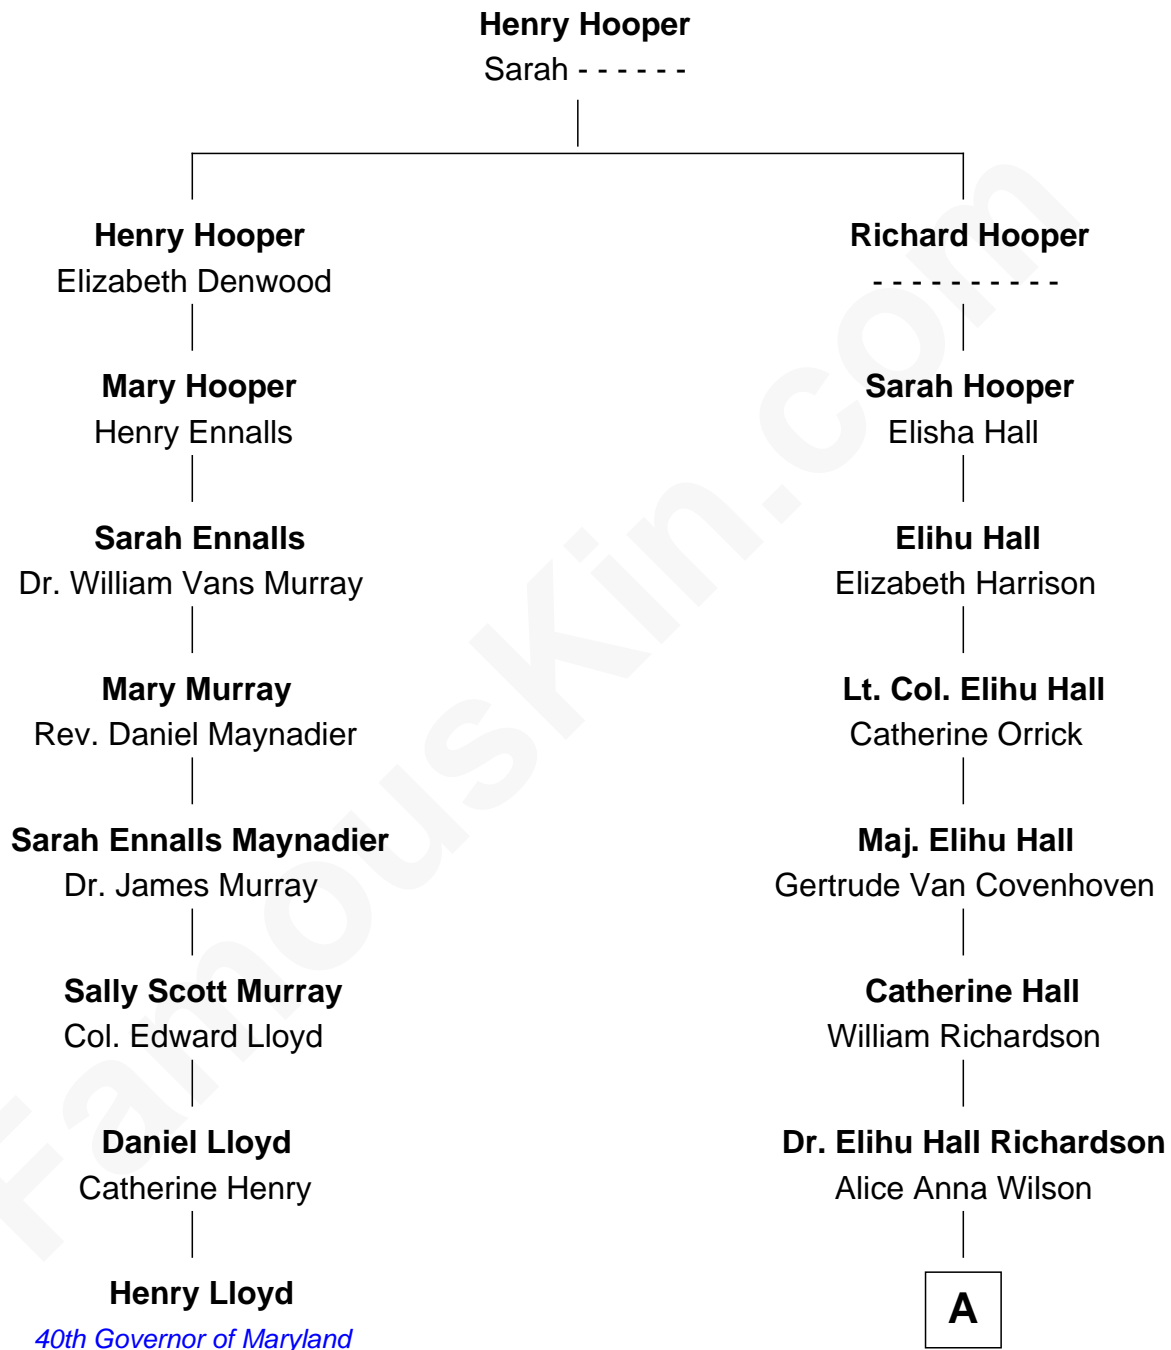 Henry Hooper
Sarah - - - - - -
Henry Hooper
Elizabeth Denwood
Richard Hooper
- - - - - - - - - -
Mary Hooper
Henry Ennalls
Sarah Hooper
Elisha Hall
Sarah Ennalls
Dr. William Vans Murray
Elihu Hall
Elizabeth Harrison
Mary Murray
Rev. Daniel Maynadier
Lt. Col. Elihu Hall
Catherine Orrick
Sarah Ennalls Maynadier
Dr. James Murray
Maj. Elihu Hall
Gertrude Van Covenhoven
Sally Scott Murray
Col. Edward Lloyd
Catherine Hall
William Richardson
Daniel Lloyd
Catherine Henry
Dr. Elihu Hall Richardson
Alice Anna Wilson
Henry Lloyd
40th Governor of Maryland
A
FamousKin.com